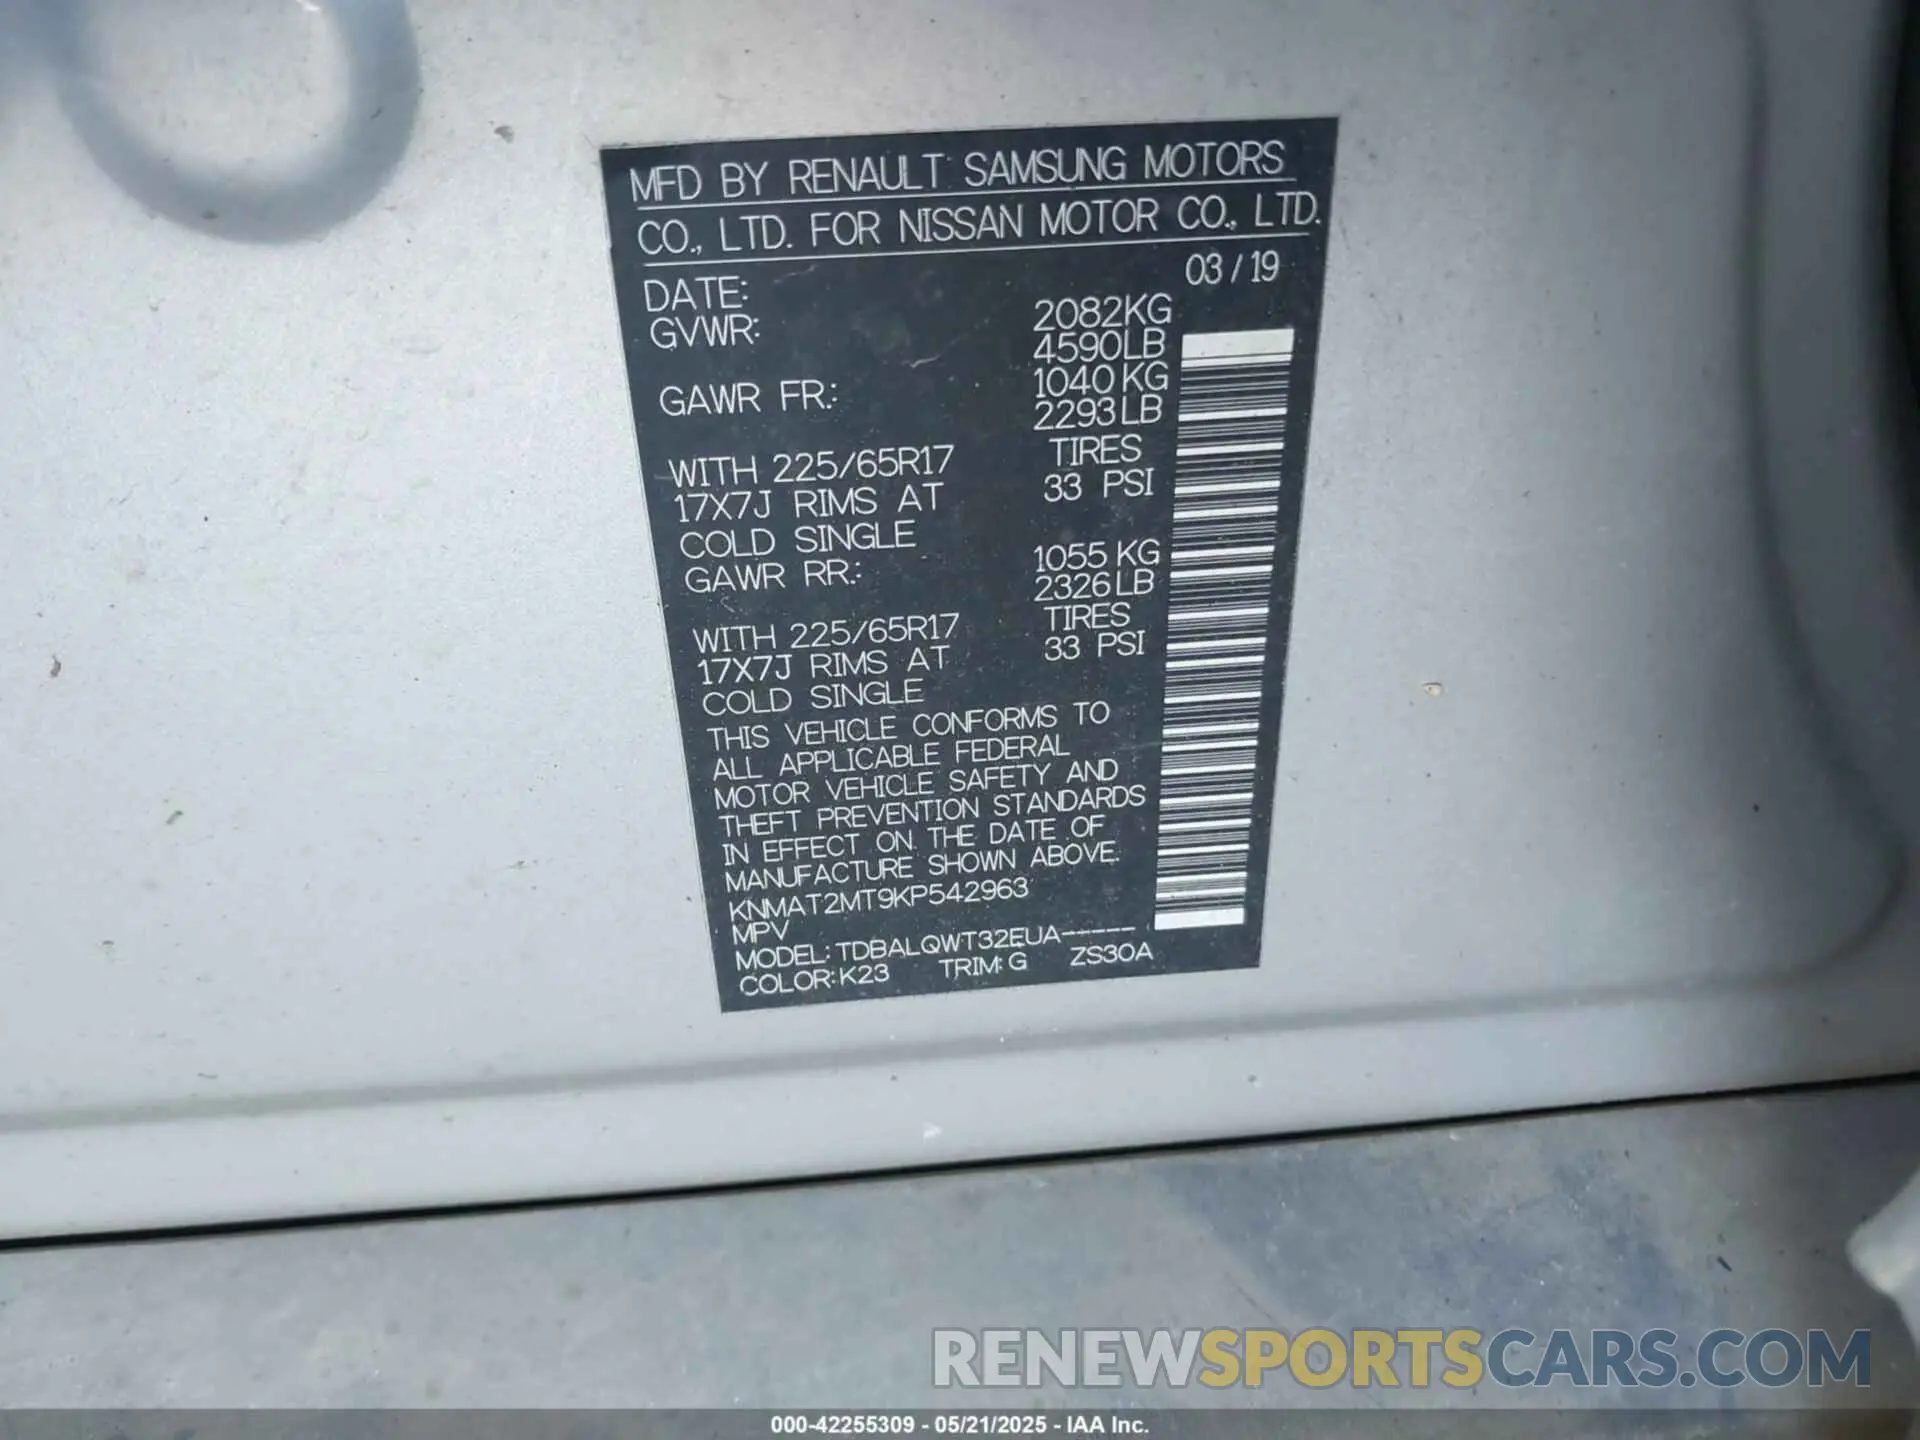 MFD BY RENAULT SAMSUNG MOTORS
CO., LTD. FOR NISSAN MOTOR CO., LTD.
DATE: 03 / 19
GVWR: 2082KG
4590LB
GAWR FR.: 1040 KG
2293LB
WITH 225/65R17 TIRES
17X7J RIMS AT 33 PSI
COLD SINGLE
GAWR RR.: 1055 KG
2326LB
WITH 225/65R17 TIRES
17X7J RIMS AT 33 PSI
COLD SINGLE
THIS VEHICLE CONFORMS TO
ALL APPLICABLE FEDERAL
MOTOR VEHICLE SAFETY AND
THEFT PREVENTION STANDARDS
IN EFFECT ON THE DATE OF
MANUFACTURE SHOWN ABOVE.
KNMAT2MT9KP542963
MPV
MODEL: TDBALQWT32EUA-----
COLOR:K23 TRIM: G ZS30A
RENEWSPORTSCARS.COM
000-42255309 - 05/21/2025 - IAA Inc.